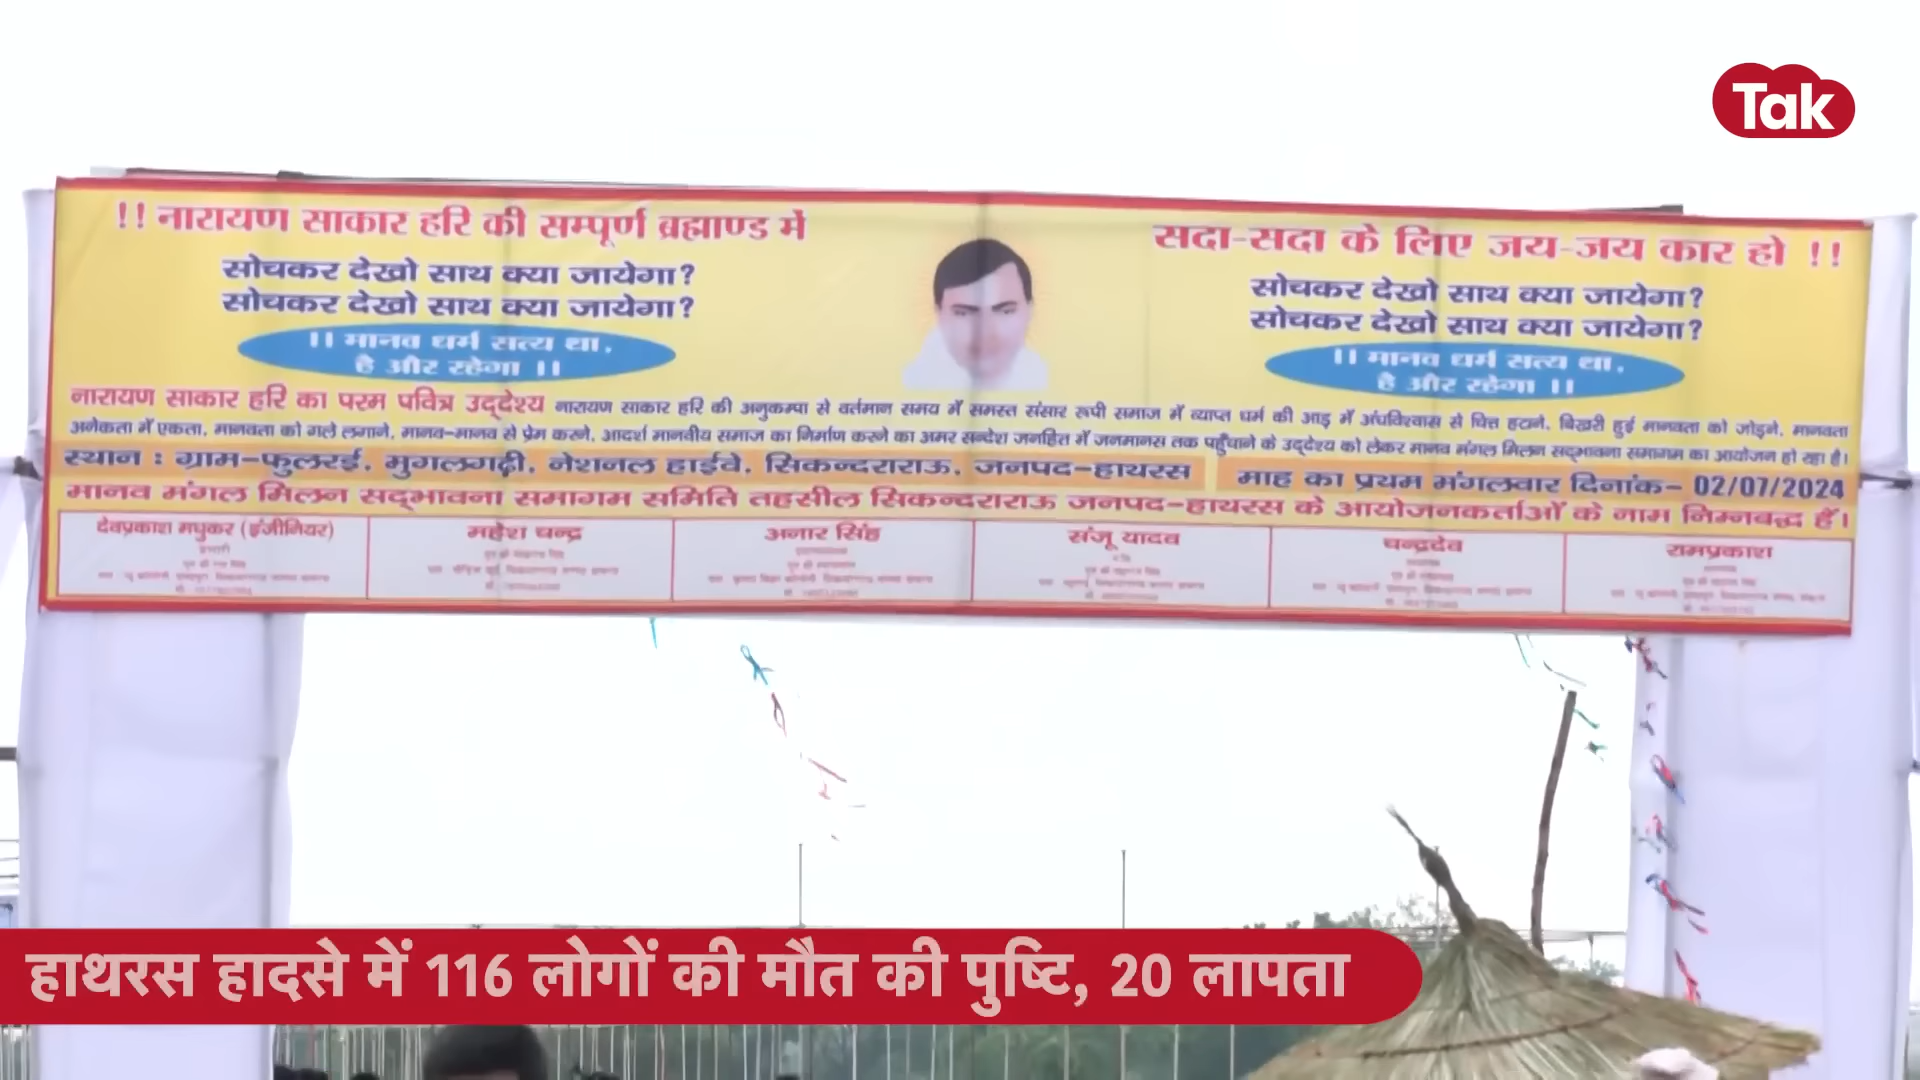 Tak
!! नारायण साकार हरि की सम्पूर्ण ब्रह्माण्ड में
सदा-सदा के लिए जय-जय कार हो !!
सोचकर देखो साथ क्या जायेगा?
सोचकर देखो साथ क्या जायेगा?
।। मानव धर्म सत्य था,
है और रहेगा ।।
सोचकर देखो साथ क्या जायेगा?
सोचकर देखो साथ क्या जायेगा?
।। मानव धर्म सत्य था,
है और रहेगा ।।
नारायण साकार हरि का परम पवित्र उद्देश्य नारायण साकार हरि की अनुकम्पा से वर्तमान समय में समस्त संसार रूपी समाज में व्याप्त धर्म की आड़ में अंधविश्वास से चित्त हटाने, बिखरी हुई मानवता को जोड़ने, मानवता
अनेकता में एकता, मानवता को गले लगाने, मानव-मानव से प्रेम करने, आदर्श मानवीय समाज का निर्माण करने का अमर सन्देश जनहित में जनमानस तक पहुँचाने के उद्देश्य को लेकर मानव मंगल मिलन सद्भावना समागम का आयोजन हो रहा है।
स्थान : ग्राम-फुलरई, मुगलगढ़ी, नेशनल हाईवे, सिकन्दराराऊ, जनपद-हाथरस माह का प्रथम मंगलवार दिनांक- 02/07/2024
मानव मंगल मिलन सद्भावना समागम समिति तहसील सिकन्दराराऊ जनपद-हाथरस के आयोजनकर्ताओं के नाम निम्नबद्ध हैं।
देवप्रकाश मधुकर (इंजीनियर)
महेश चन्द्र
अनार सिंह
संजू यादव
चन्द्रदेव
रामप्रकाश
हाथरस हादसे में 116 लोगों की मौत की पुष्टि, 20 लापता